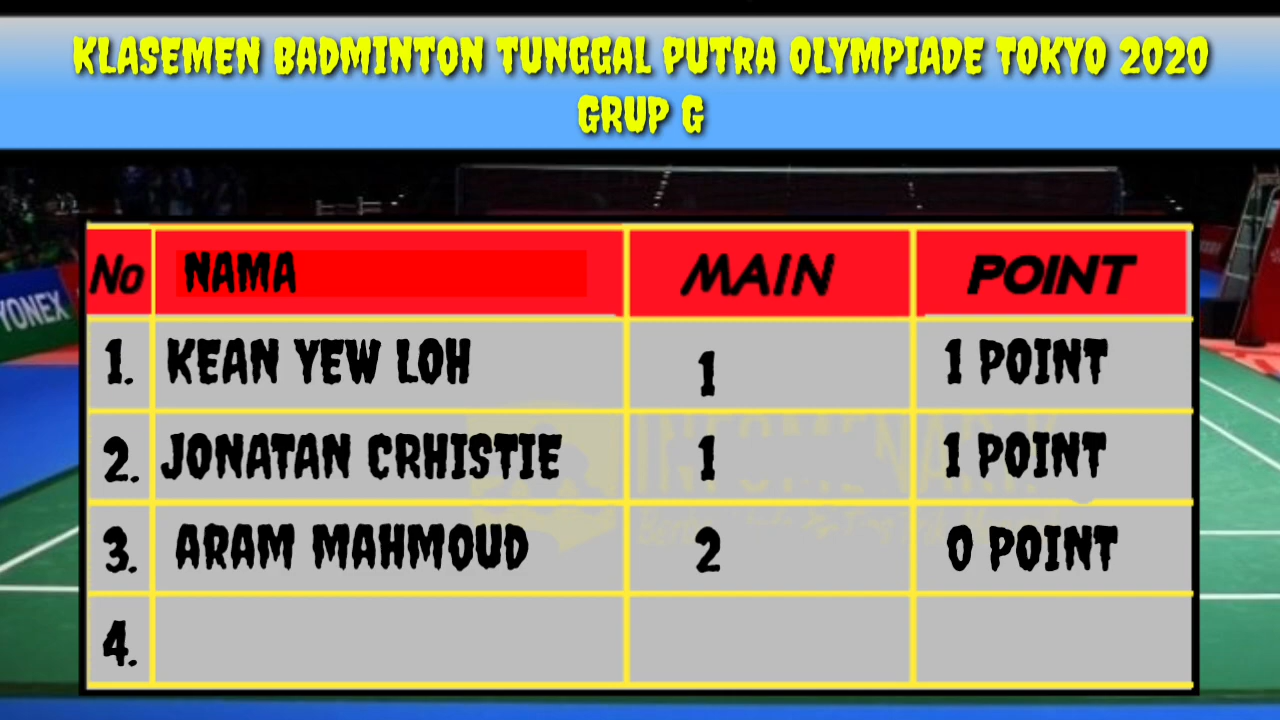 KLASEMEN BADMINTON TUNGGAL PUTRA OLYMPIADE TOKYO 2020
GRUP G
No NAMA MAIN POINT
1. KEAN YEW LOH 1 1 POINT
2. JONATAN CRHISTIE 1 1 POINT
3. ARAM MAHMOUD 2 0 POINT
4.
YONEX